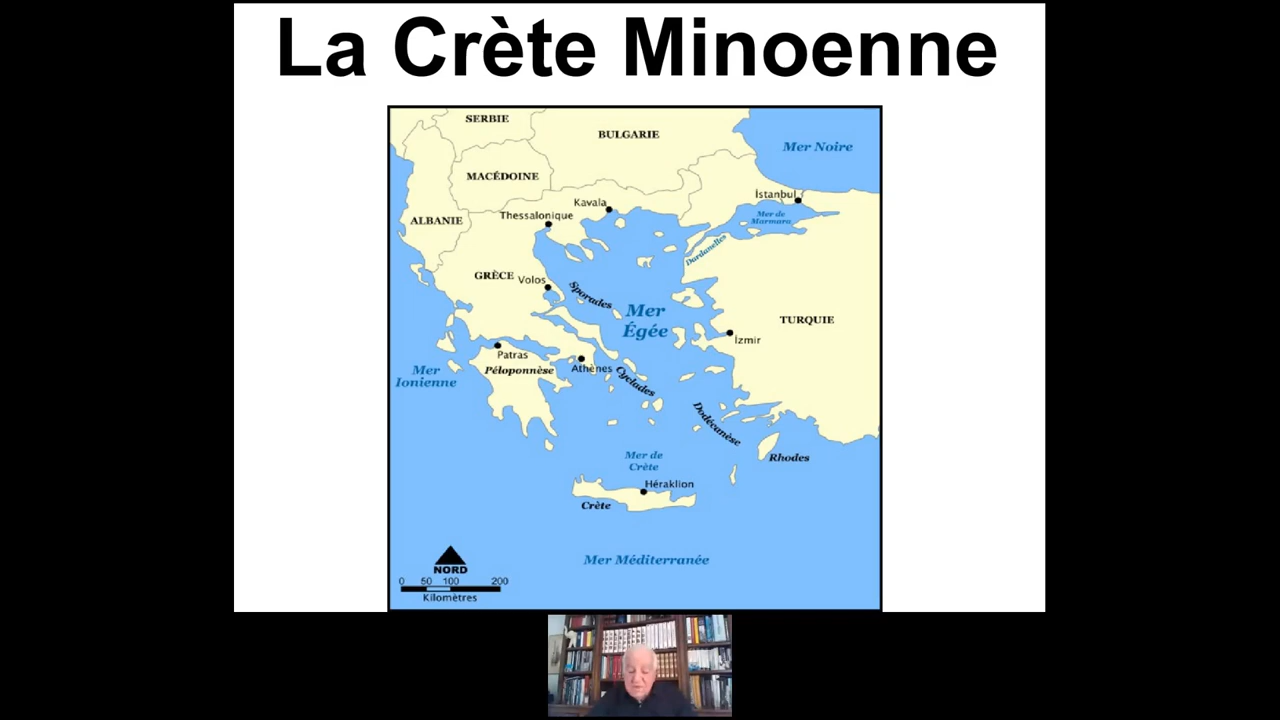 La Crète Minoenne
SERBIE
BULGARIE
Mer Noire
MACÉDOINE
İstanbul
Kavala
Mer de
Marmara
Thessalonique
ALBANIE
Dardanelles
GRÈCE
Volos
Sporades
Mer
Égée
TURQUIE
İzmir
Patras
Mer
Ionienne
Péloponnèse
Athènes
Cyclades
Dodécanèse
Mer de
Crète
Rhodes
Héraklion
Crète
Mer Méditerranée
NORD
0 50 100 200
Kilomètres